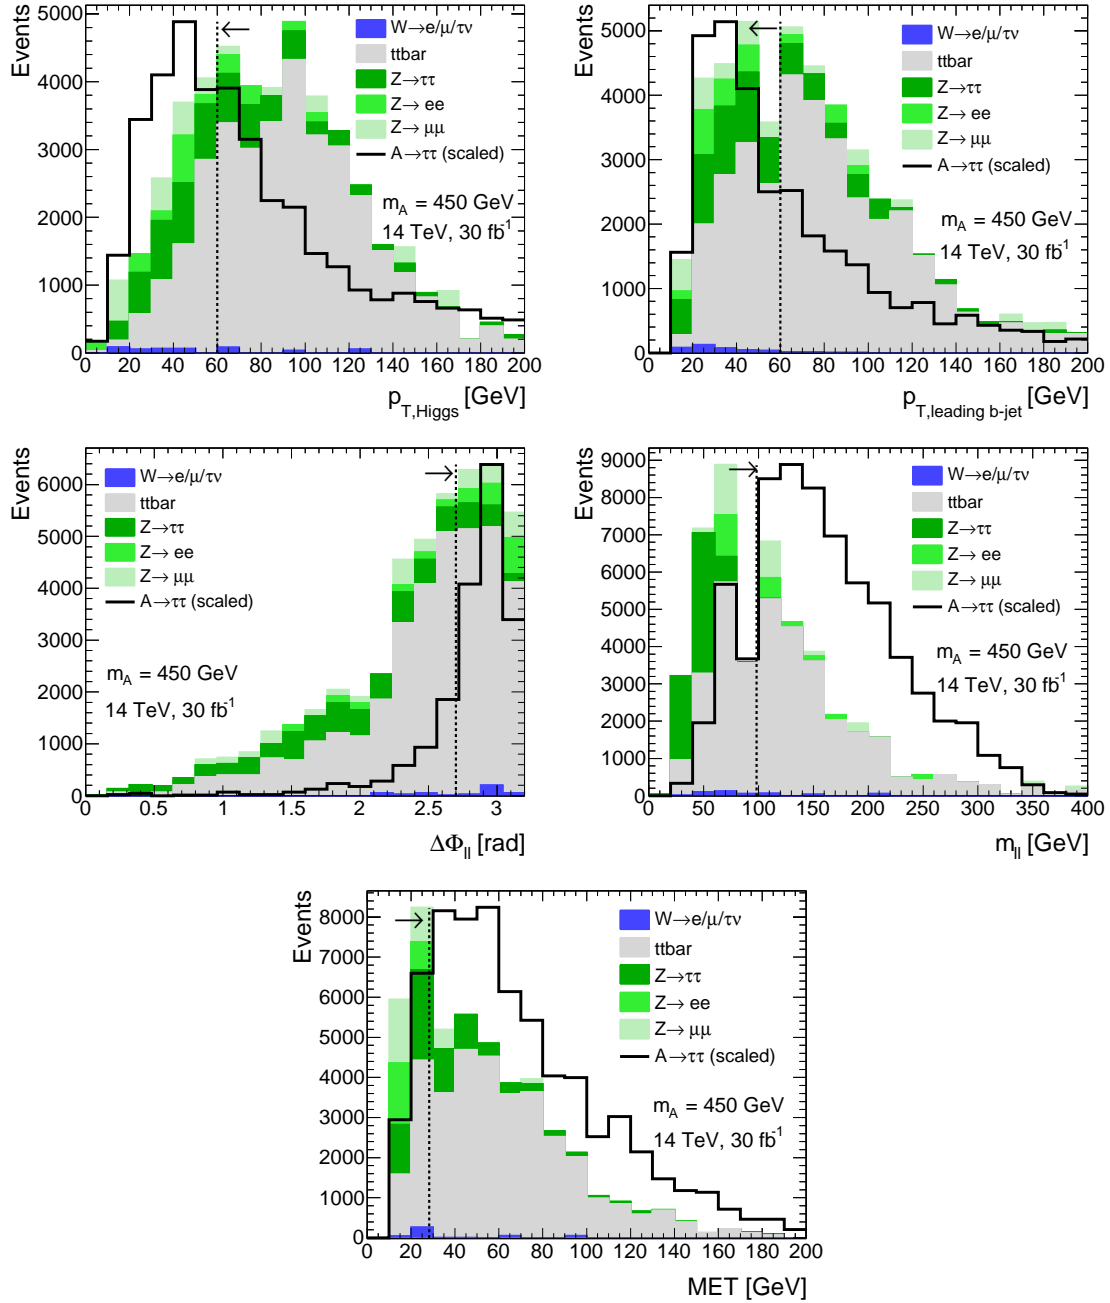 Events
5000
4000
3000
2000
1000
0
W→e/μ/τν
ttbar
Z→ττ
Z→ ee
Z→ μμ
A→ττ (scaled)
m_A = 450 GeV
14 TeV, 30 fb⁻¹
0 20 40 60 80 100 120 140 160 180 200
p_T,Higgs [GeV]
Events
5000
4000
3000
2000
1000
0
W→e/μ/τν
ttbar
Z→ττ
Z→ ee
Z→ μμ
A→ττ (scaled)
m_A = 450 GeV
14 TeV, 30 fb⁻¹
0 20 40 60 80 100 120 140 160 180 200
p_T,leading b-jet [GeV]
Events
6000
5000
4000
3000
2000
1000
0
W→e/μ/τν
ttbar
Z→ττ
Z→ ee
Z→ μμ
A→ττ (scaled)
m_A = 450 GeV
14 TeV, 30 fb⁻¹
0 0.5 1 1.5 2 2.5 3
ΔΦ_ll [rad]
Events
9000
8000
7000
6000
5000
4000
3000
2000
1000
0
W→e/μ/τν
ttbar
Z→ττ
Z→ ee
Z→ μμ
A→ττ (scaled)
m_A = 450 GeV
14 TeV, 30 fb⁻¹
0 50 100 150 200 250 300 350 400
m_ll [GeV]
Events
8000
7000
6000
5000
4000
3000
2000
1000
0
W→e/μ/τν
ttbar
Z→ττ
Z→ ee
Z→ μμ
A→ττ (scaled)
m_A = 450 GeV
14 TeV, 30 fb⁻¹
0 20 40 60 80 100 120 140 160 180 200
MET [GeV]